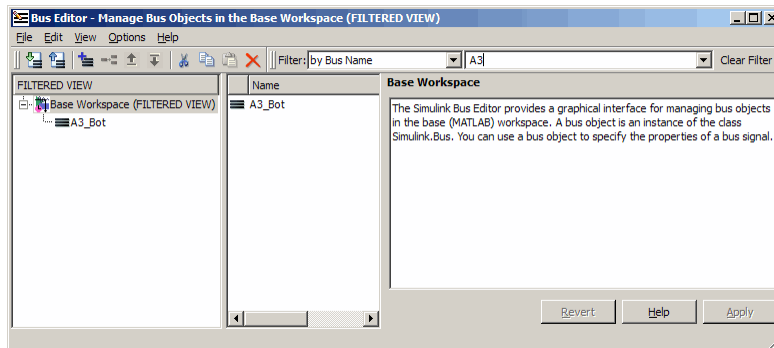 Bus Editor - Manage Bus Objects in the Base Workspace (FILTERED VIEW)
File Edit View Options Help
Filter: by Bus Name A3 Clear Filter
FILTERED VIEW
Base Workspace (FILTERED VIEW)
A3_Bot
Name
A3_Bot
Base Workspace
The Simulink Bus Editor provides a graphical interface for managing bus objects
in the base (MATLAB) workspace. A bus object is an instance of the class
Simulink.Bus. You can use a bus object to specify the properties of a bus signal.
Revert Help Apply